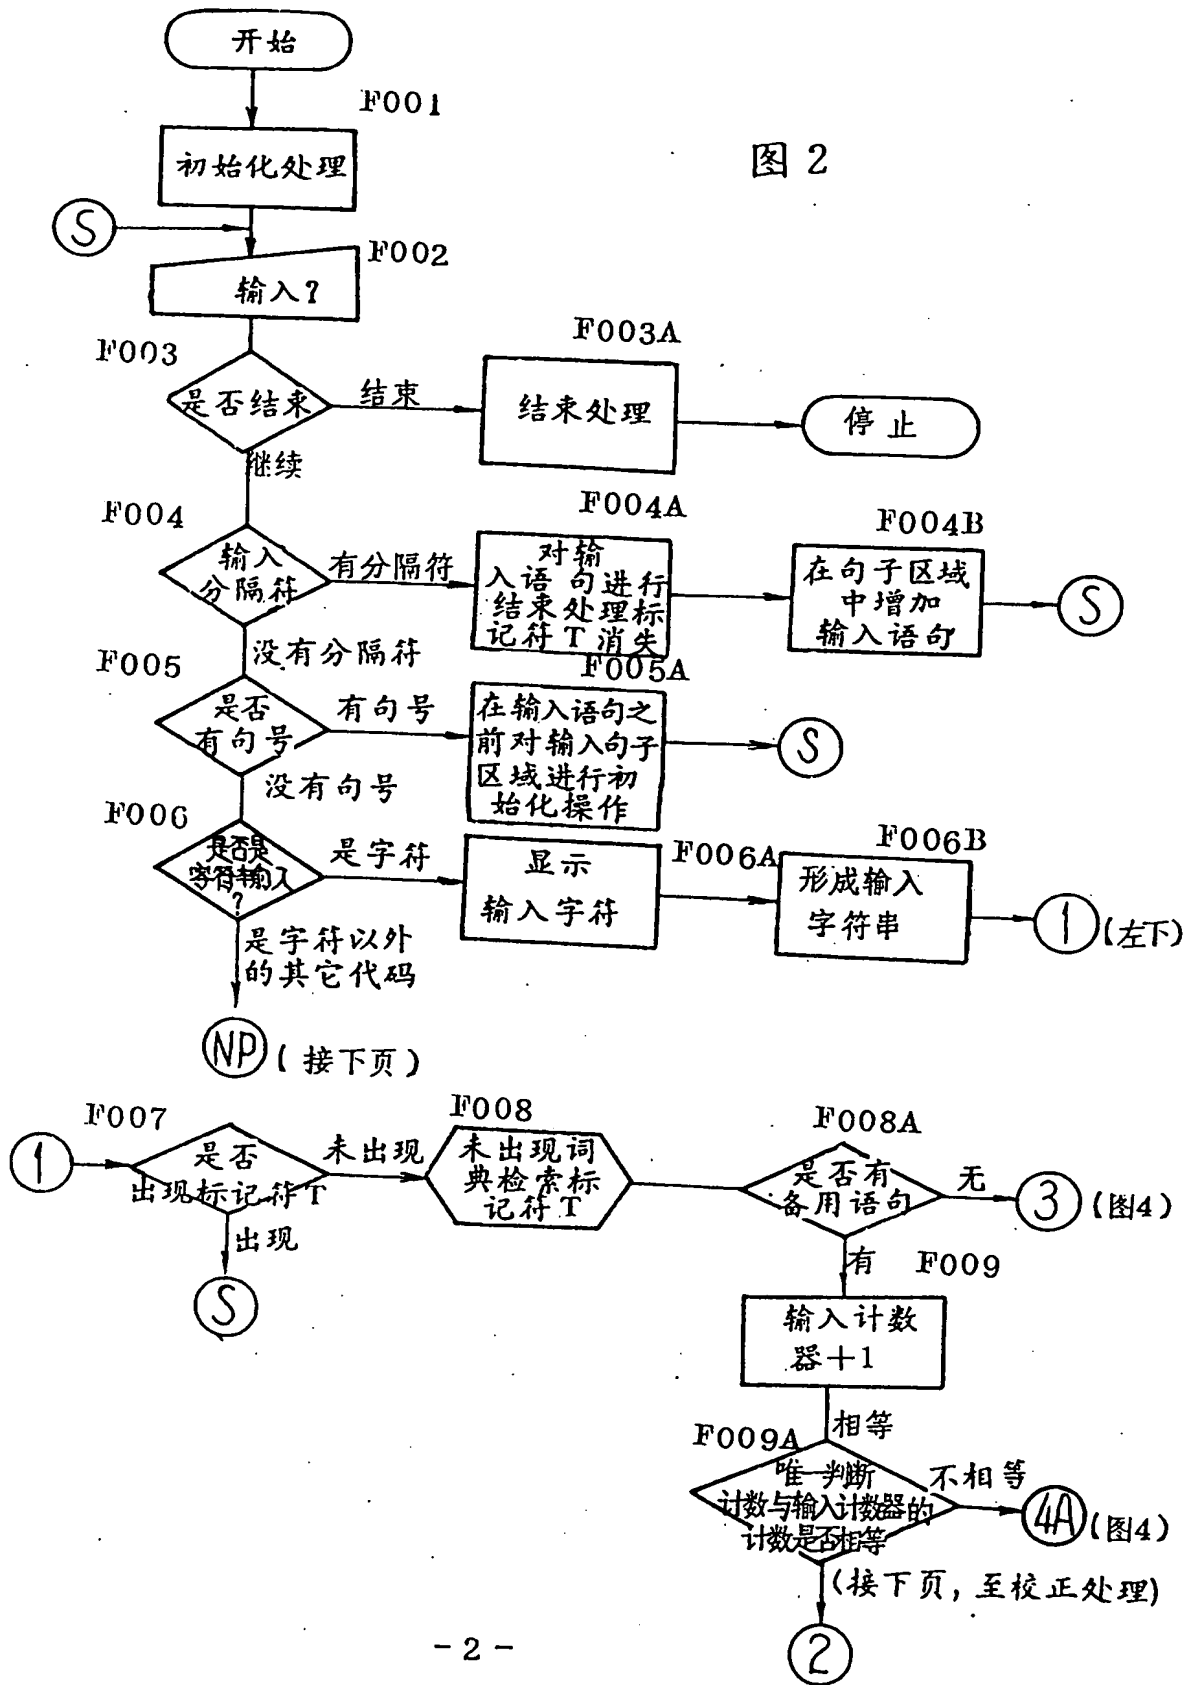 开始
F001
初始化处理
图 2
S
F002
输入?
F003
是否结束
结束
F003A
结束处理
停止
继续
F004
输入
分隔符
有分隔符
F004A
对输
入语句进行
结束处理标
记符T消失
F004B
在句子区域
中增加
输入语句
S
没有分隔符
F005
是否
有句号
有句号
F005A
在输入语句之
前对输入句子
区域进行初
始化操作
S
没有句号
F006
是否是
字符输入
?
是字符
显示
输入字符
F006A
F006B
形成输入
字符串
1
(左下)
是字符以外
的其它代码
NP
(接下页)
1
F007
是否
出现标记符T
未出现
出现
S
F008
未出现词
典检索标
记符T
F008A
是否有
备用语句
无
3
(图4)
有
F009
输入计数
器+1
相等
F009A
唯一判断
计数与输入计数器的
计数是否相等
不相等
4A
(图4)
(接下页,至校正处理)
2
- 2 -